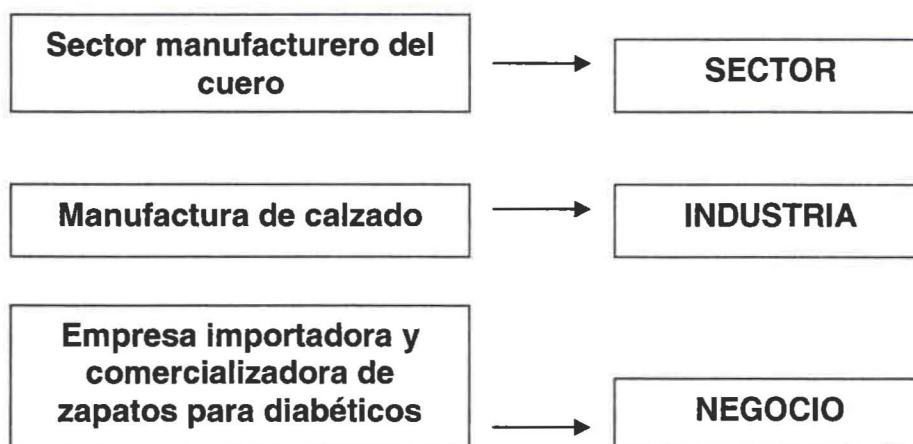 Sector manufacturero del
cuero
SECTOR
Manufactura de calzado
INDUSTRIA
Empresa importadora y
comercializadora de
zapatos para diabéticos
NEGOCIO